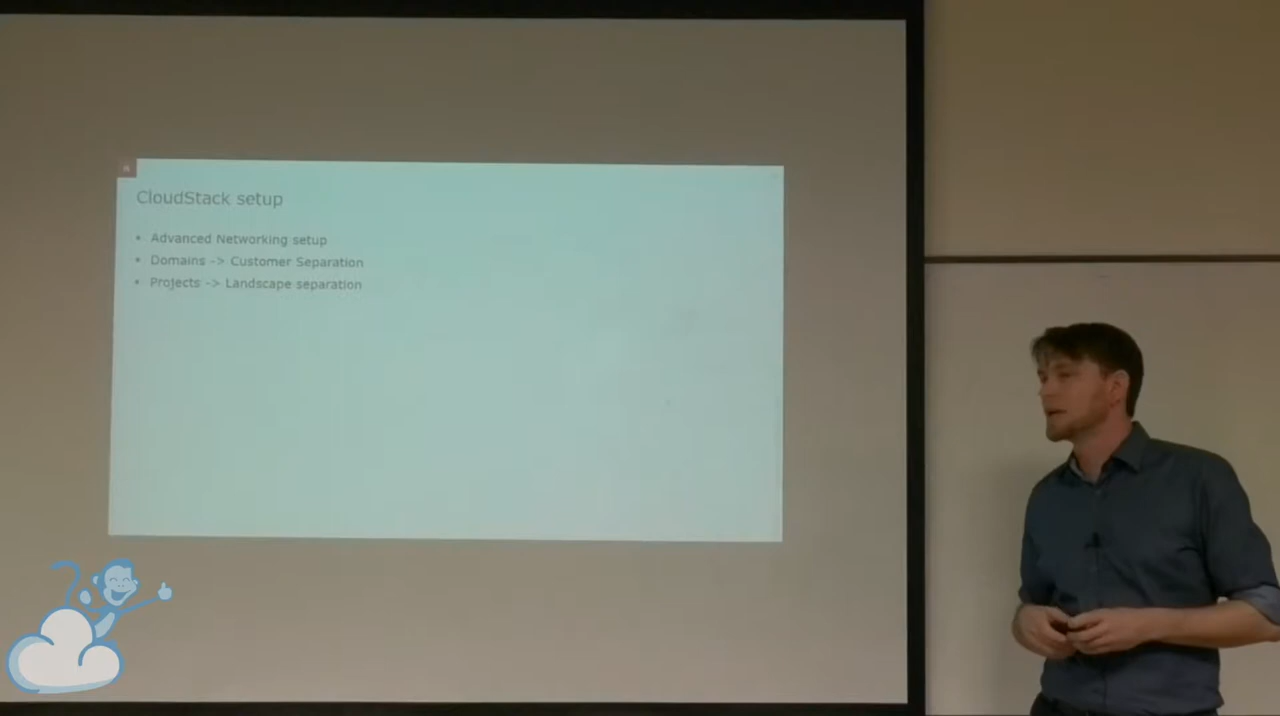 CloudStack setup
• Advanced Networking setup
• Domains -> Customer Separation
• Projects -> Landscape separation